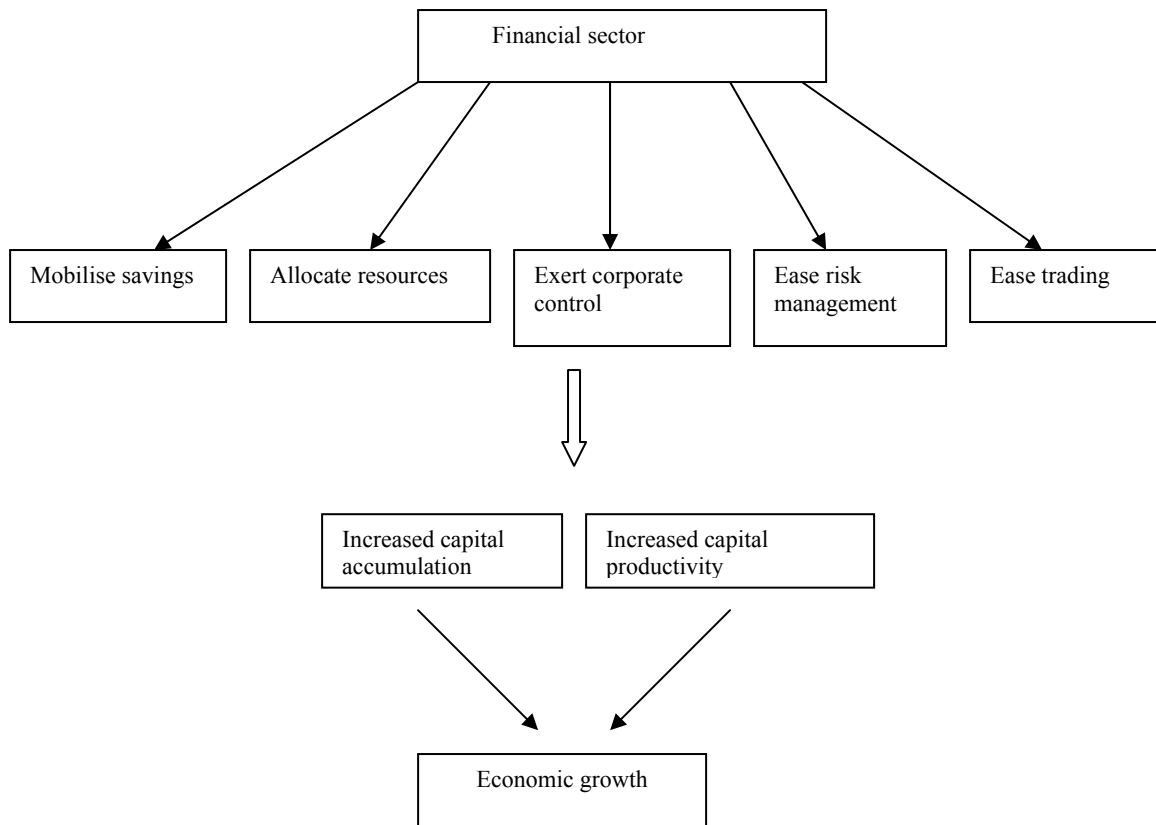 Financial sector
Mobilise savings
Allocate resources
Exert corporate
control
Ease risk
management
Ease trading
Increased capital
accumulation
Increased capital
productivity
Economic growth